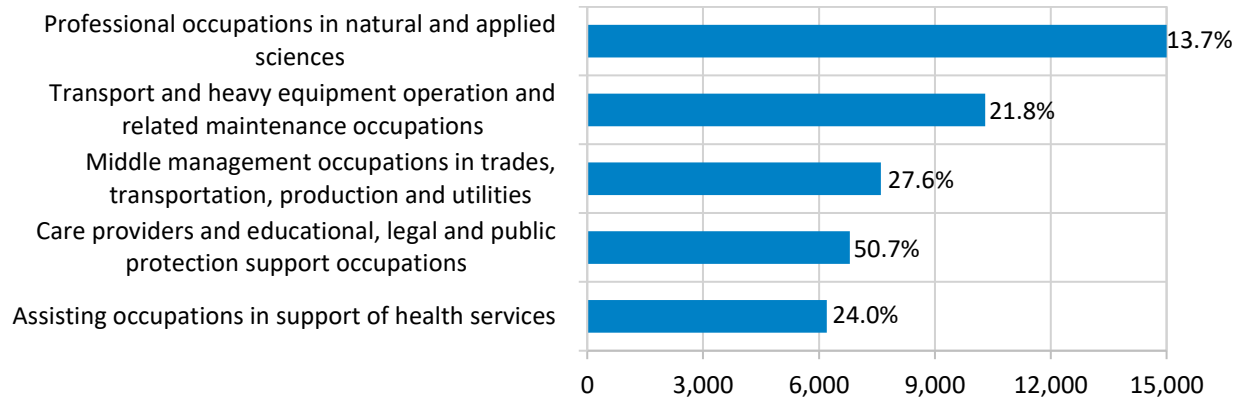 Professional occupations in natural and applied
sciences
13.7%
Transport and heavy equipment operation and
related maintenance occupations
21.8%
Middle management occupations in trades,
transportation, production and utilities
27.6%
Care providers and educational, legal and public
protection support occupations
50.7%
Assisting occupations in support of health services
24.0%
0 3,000 6,000 9,000 12,000 15,000